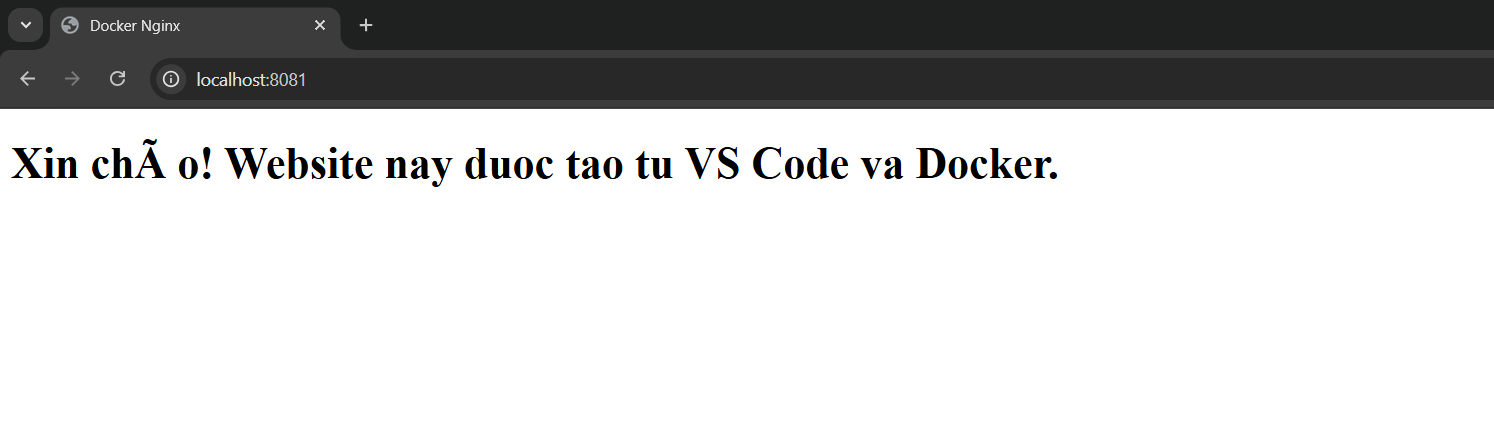 Docker Nginx
localhost:8081
Xin chÃ o! Website nay duoc tao tu VS Code va Docker.